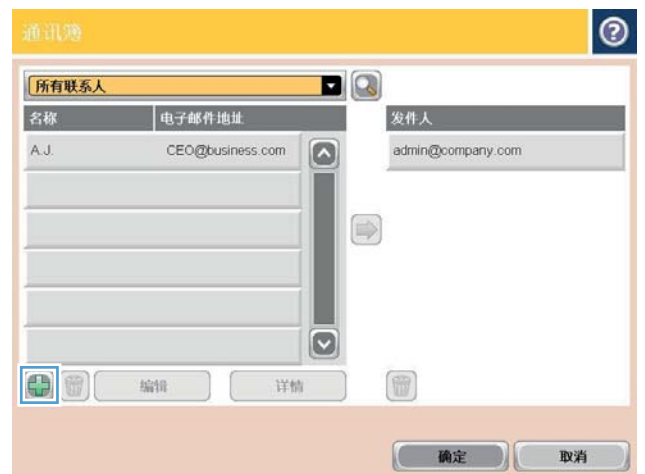 通讯簿
所有联系人
名称 电子邮件地址 发件人
A.J. CEO@business.com admin@company.com
编辑 详情
确定 取消